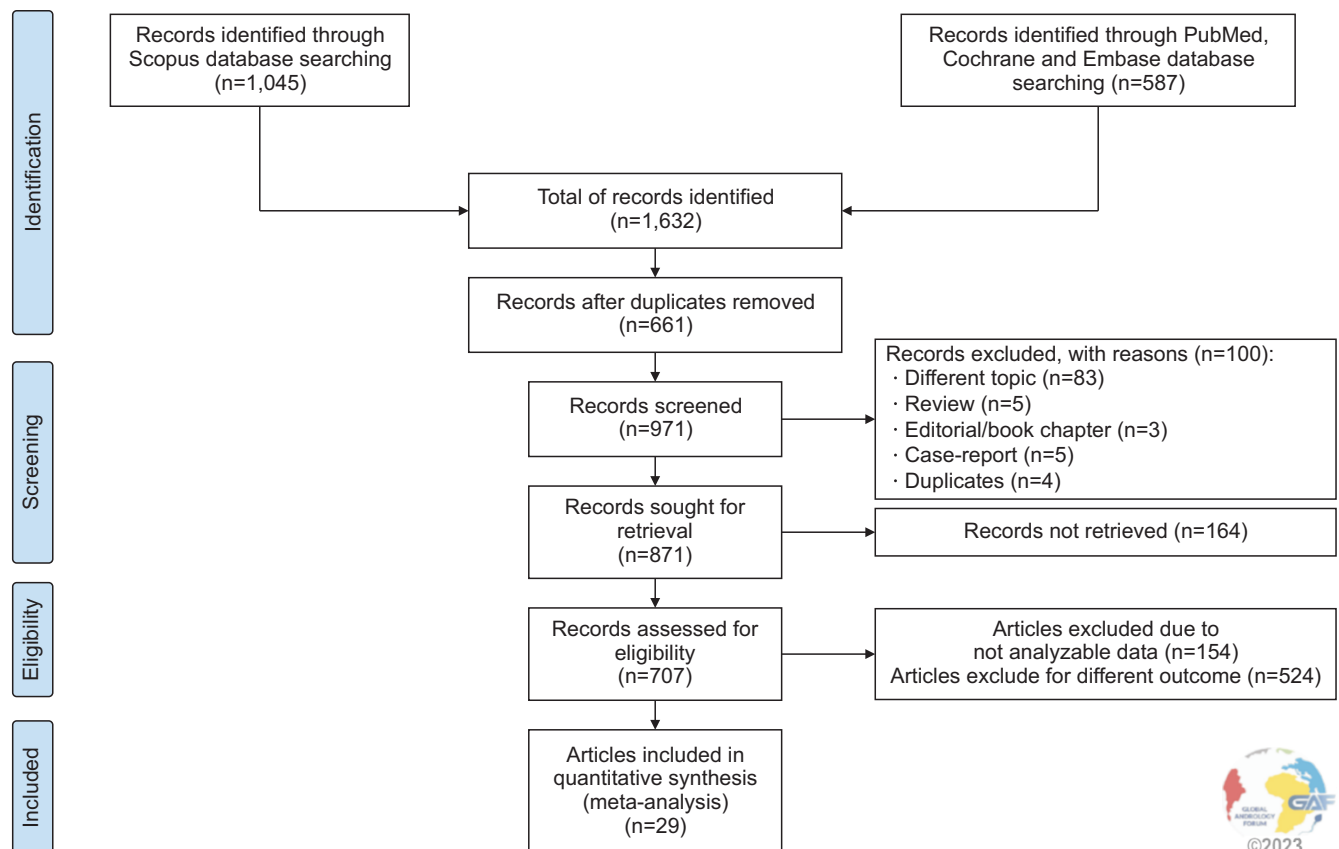 Identification
Records identified through
Scopus database searching
(n=1,045)
Records identified through PubMed,
Cochrane and Embase database
searching (n=587)
Total of records identified
(n=1,632)
Records after duplicates removed
(n=661)
Screening
Records screened
(n=971)
Records excluded, with reasons (n=100):
· Different topic (n=83)
· Review (n=5)
· Editorial/book chapter (n=3)
· Case-report (n=5)
· Duplicates (n=4)
Records sought for
retrieval
(n=871)
Records not retrieved (n=164)
Eligibility
Records assessed for
eligibility
(n=707)
Articles excluded due to
not analyzable data (n=154)
Articles exclude for different outcome (n=524)
Included
Articles included in
quantitative synthesis
(meta-analysis)
(n=29)
GAF
GLOBAL
ANDROLOGY
FORUM
©2023